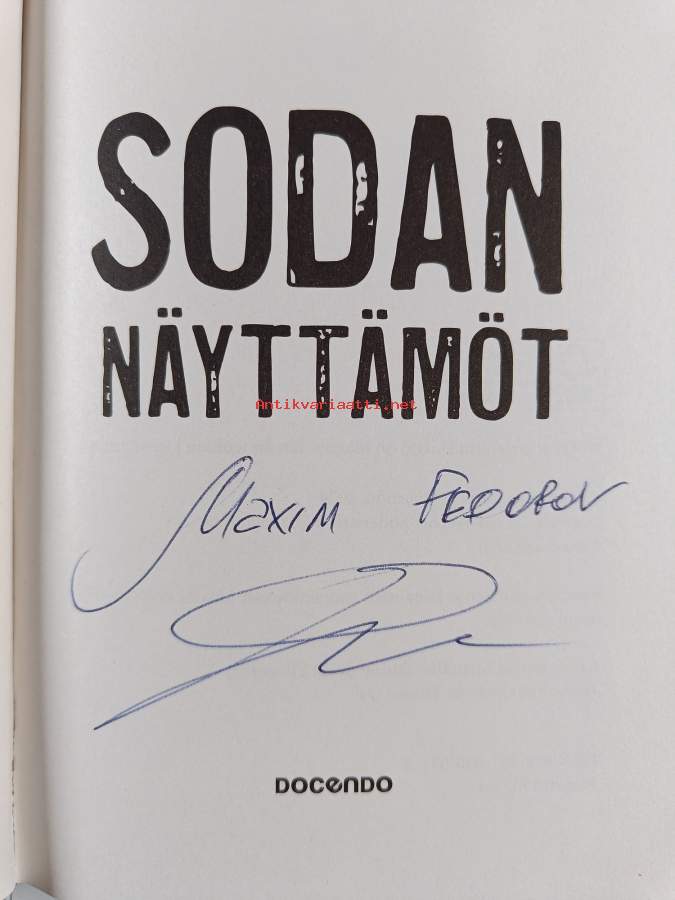 SODAN
NÄYTTÄMÖT
Antikvariaatti.net
Maxim Fedorov
DOCENDO